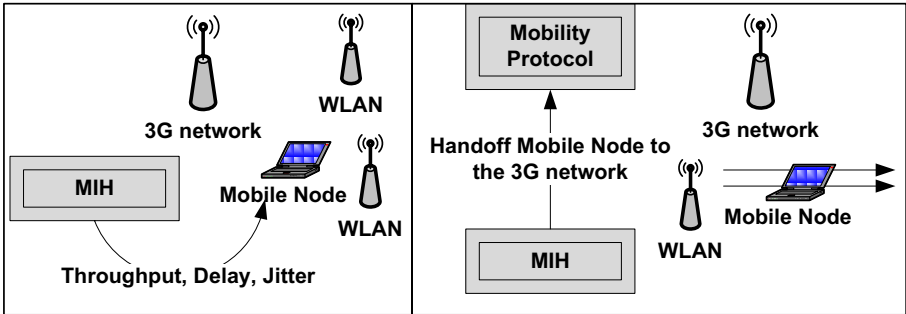 WLAN
3G network
MIH
Mobile Node
WLAN
Throughput, Delay, Jitter
Mobility
Protocol
3G network
Handoff Mobile Node to
the 3G network
Mobile Node
WLAN
MIH